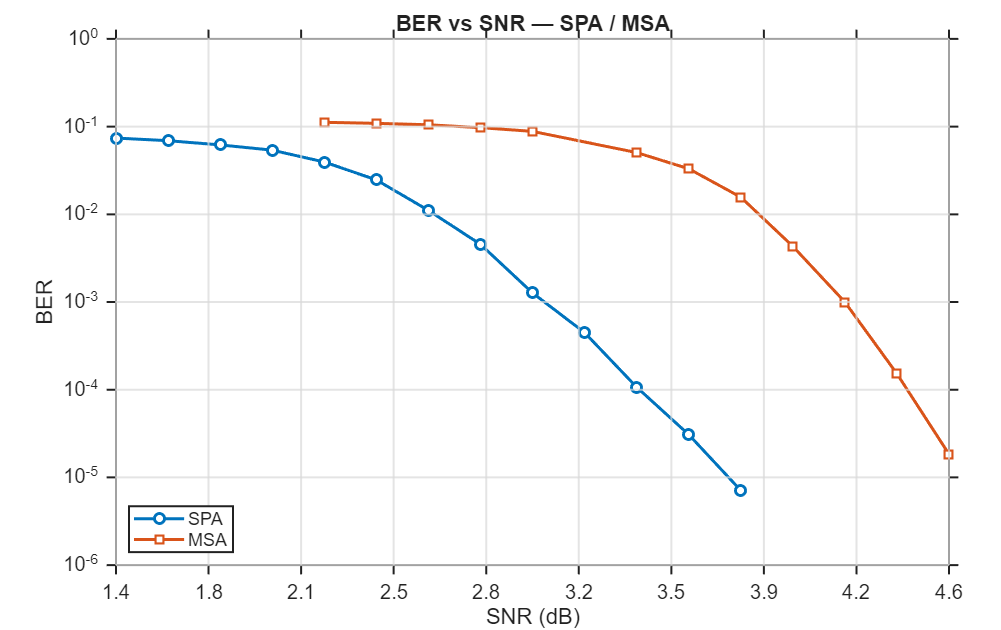 BER vs SNR — SPA / MSA
10^0
10^-1
10^-2
10^-3
10^-4
10^-5
10^-6
BER
SPA
MSA
1.4 1.8 2.1 2.5 2.8 3.2 3.5 3.9 4.2 4.6
SNR (dB)